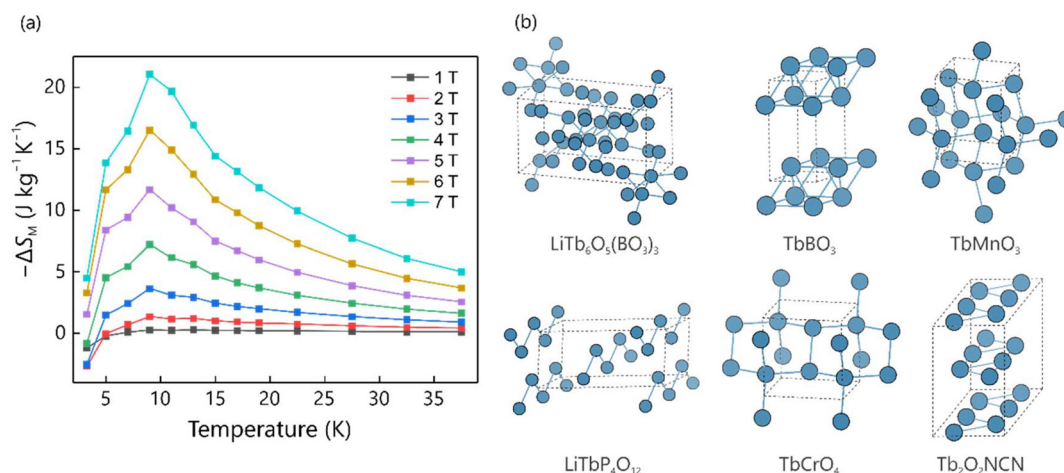 (a)
−ΔS_M (J kg⁻¹ K⁻¹)
20
15
10
5
0
1 T
2 T
3 T
4 T
5 T
6 T
7 T
5 10 15 20 25 30 35
Temperature (K)
(b)
LiTb₆O₅(BO₃)₃ TbBO₃ TbMnO₃
LiTbP₄O₁₂ TbCrO₄ Tb₂O₂NCN